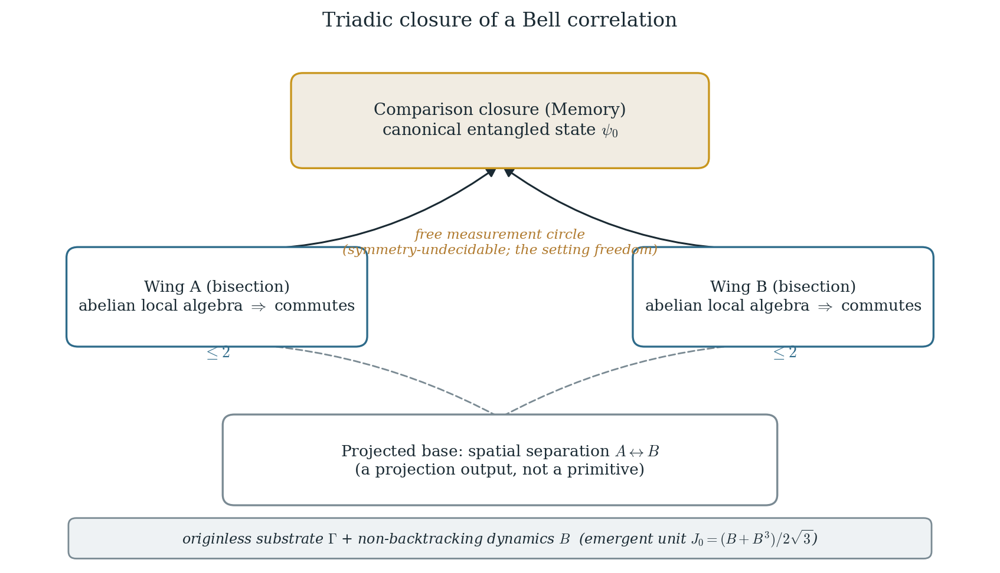 Triadic closure of a Bell correlation
Comparison closure (Memory)
canonical entangled state ψ₀
free measurement circle
(symmetry-undecidable; the setting freedom)
Wing A (bisection)
abelian local algebra ⇒ commutes
Wing B (bisection)
abelian local algebra ⇒ commutes
≤ 2
≤ 2
Projected base: spatial separation A ↔ B
(a projection output, not a primitive)
originless substrate Γ + non-backtracking dynamics B (emergent unit J₀ = (B + B³)/2√3)